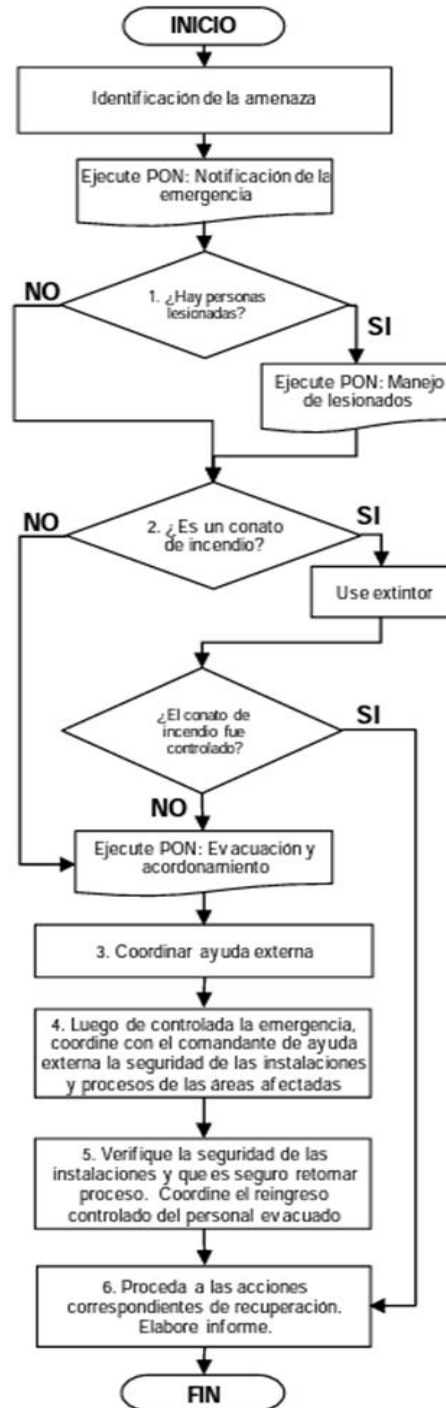 INICIO
Identificación de la amenaza
Ejecute PON: Notificación de la
emergencia
1. ¿Hay personas
lesionadas?
NO
SI
Ejecute PON: Manejo
de lesionados
2. ¿Es un conato
de incendio?
NO
SI
Use extintor
¿El conato de
incendio fue
controlado?
SI
NO
Ejecute PON: Evacuación y
acordonamiento
3. Coordinar ayuda externa
4. Luego de controlada la emergencia,
coordine con el comandante de ayuda
externa la seguridad de las instalaciones
y procesos de las áreas afectadas
5. Verifique la seguridad de las
instalaciones y que es seguro retomar
proceso. Coordine el reingreso
controlado del personal evacuado
6. Proceda a las acciones
correspondientes de recuperación.
Elabore informe.
FIN